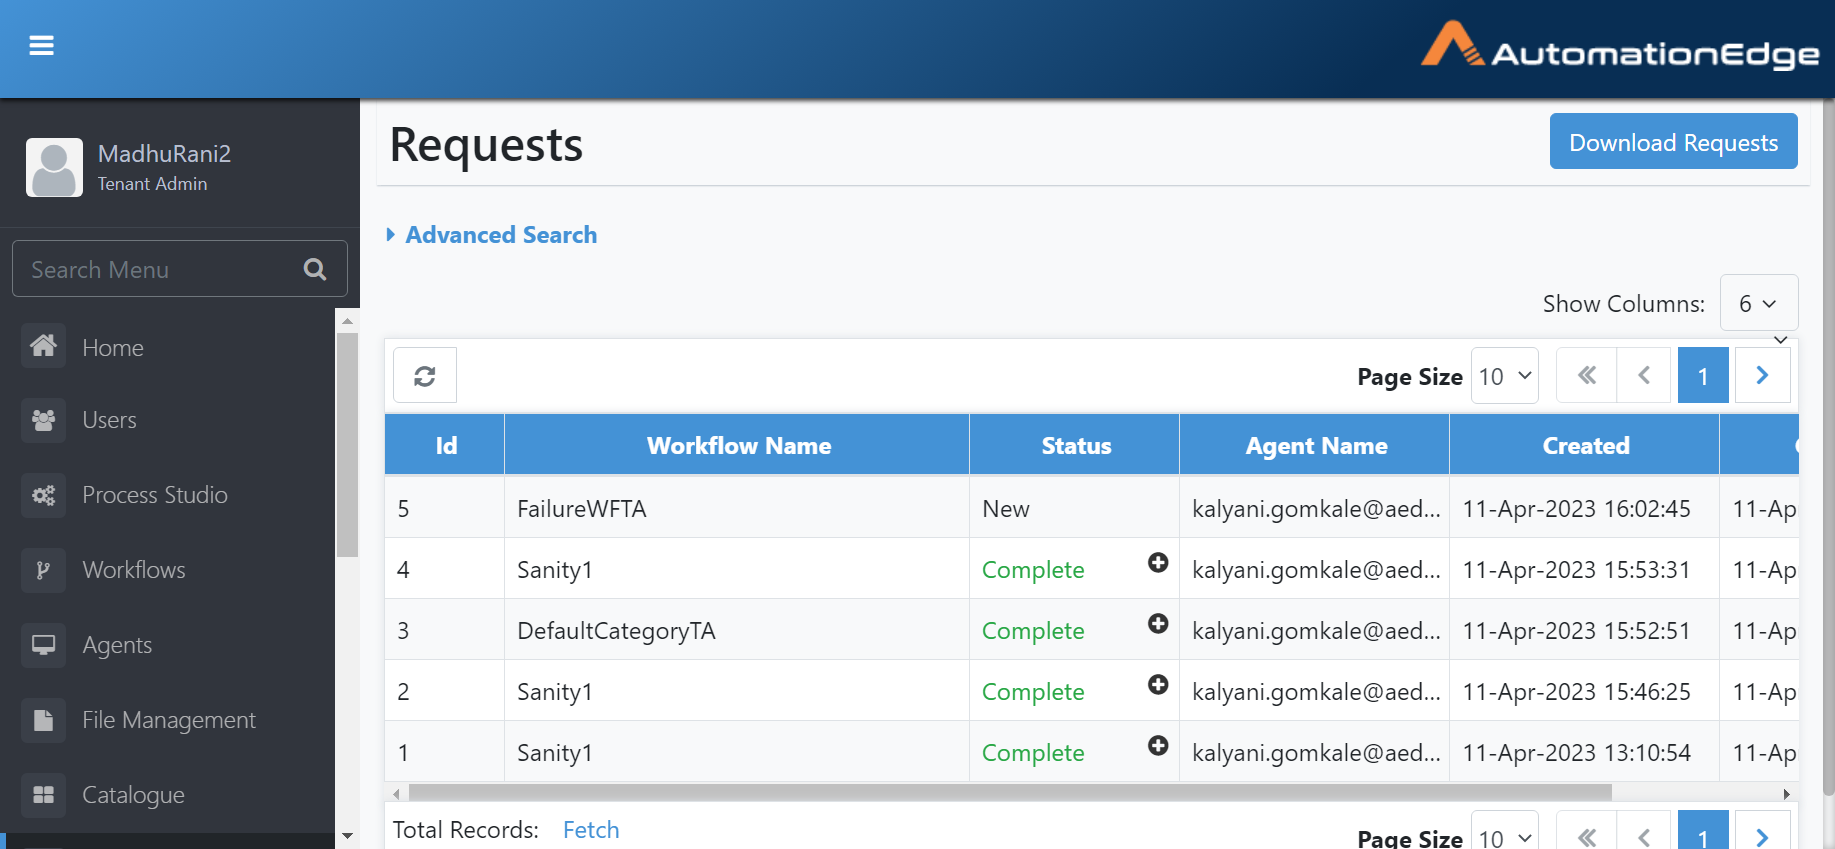 AutomationEdge
MadhuRani2
Tenant Admin
Search Menu
Home
Users
Process Studio
Workflows
Agents
File Management
Catalogue
Requests
Download Requests
Advanced Search
Show Columns: 6
Page Size 10 1
Id Workflow Name Status Agent Name Created
5 FailureWFTA New kalyani.gomkale@aed... 11-Apr-2023 16:02:45 11-Ap
4 Sanity1 Complete kalyani.gomkale@aed... 11-Apr-2023 15:53:31 11-Ap
3 DefaultCategoryTA Complete kalyani.gomkale@aed... 11-Apr-2023 15:52:51 11-Ap
2 Sanity1 Complete kalyani.gomkale@aed... 11-Apr-2023 15:46:25 11-Ap
1 Sanity1 Complete kalyani.gomkale@aed... 11-Apr-2023 13:10:54 11-Ap
Total Records: Fetch
Page Size 10 1